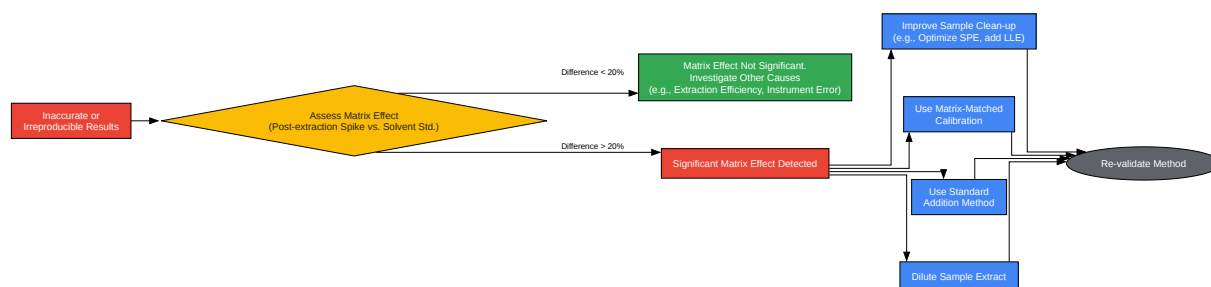 Improve Sample Clean-up
(e.g., Optimize SPE, add LLE)
Matrix Effect Not Significant.
Investigate Other Causes
(e.g., Extraction Efficiency, Instrument Error)
Difference < 20%
Inaccurate or
Irreproducible Results
Assess Matrix Effect
(Post-extraction Spike vs. Solvent Std.)
Use Matrix-Matched
Calibration
Difference > 20%
Significant Matrix Effect Detected
Re-validate Method
Use Standard
Addition Method
Dilute Sample Extract